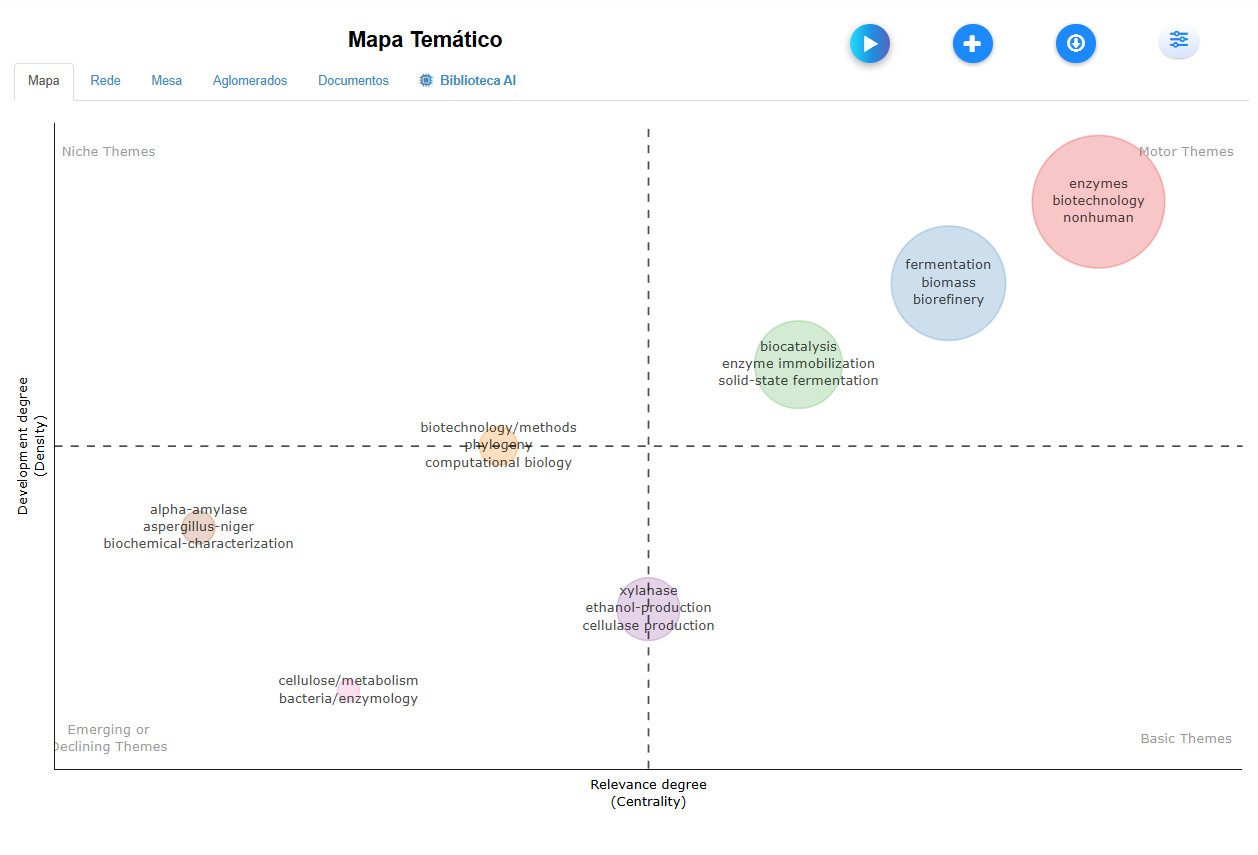 Mapa Temático
Mapa
Rede
Mesa
Aglomerados
Documentos
Biblioteca AI
Niche Themes
Motor Themes
enzymes
biotechnology
nonhuman
fermentation
biomass
biorefinery
biocatalysis
enzyme immobilization
solid-state fermentation
biotechnology/methods
phylogeny
computational biology
Development degree
(Density)
alpha-amylase
aspergillus-niger
biochemical-characterization
xylanase
ethanol-production
cellulase production
cellulose/metabolism
bacteria/enzymology
Emerging or
Declining Themes
Basic Themes
Relevance degree
(Centrality)